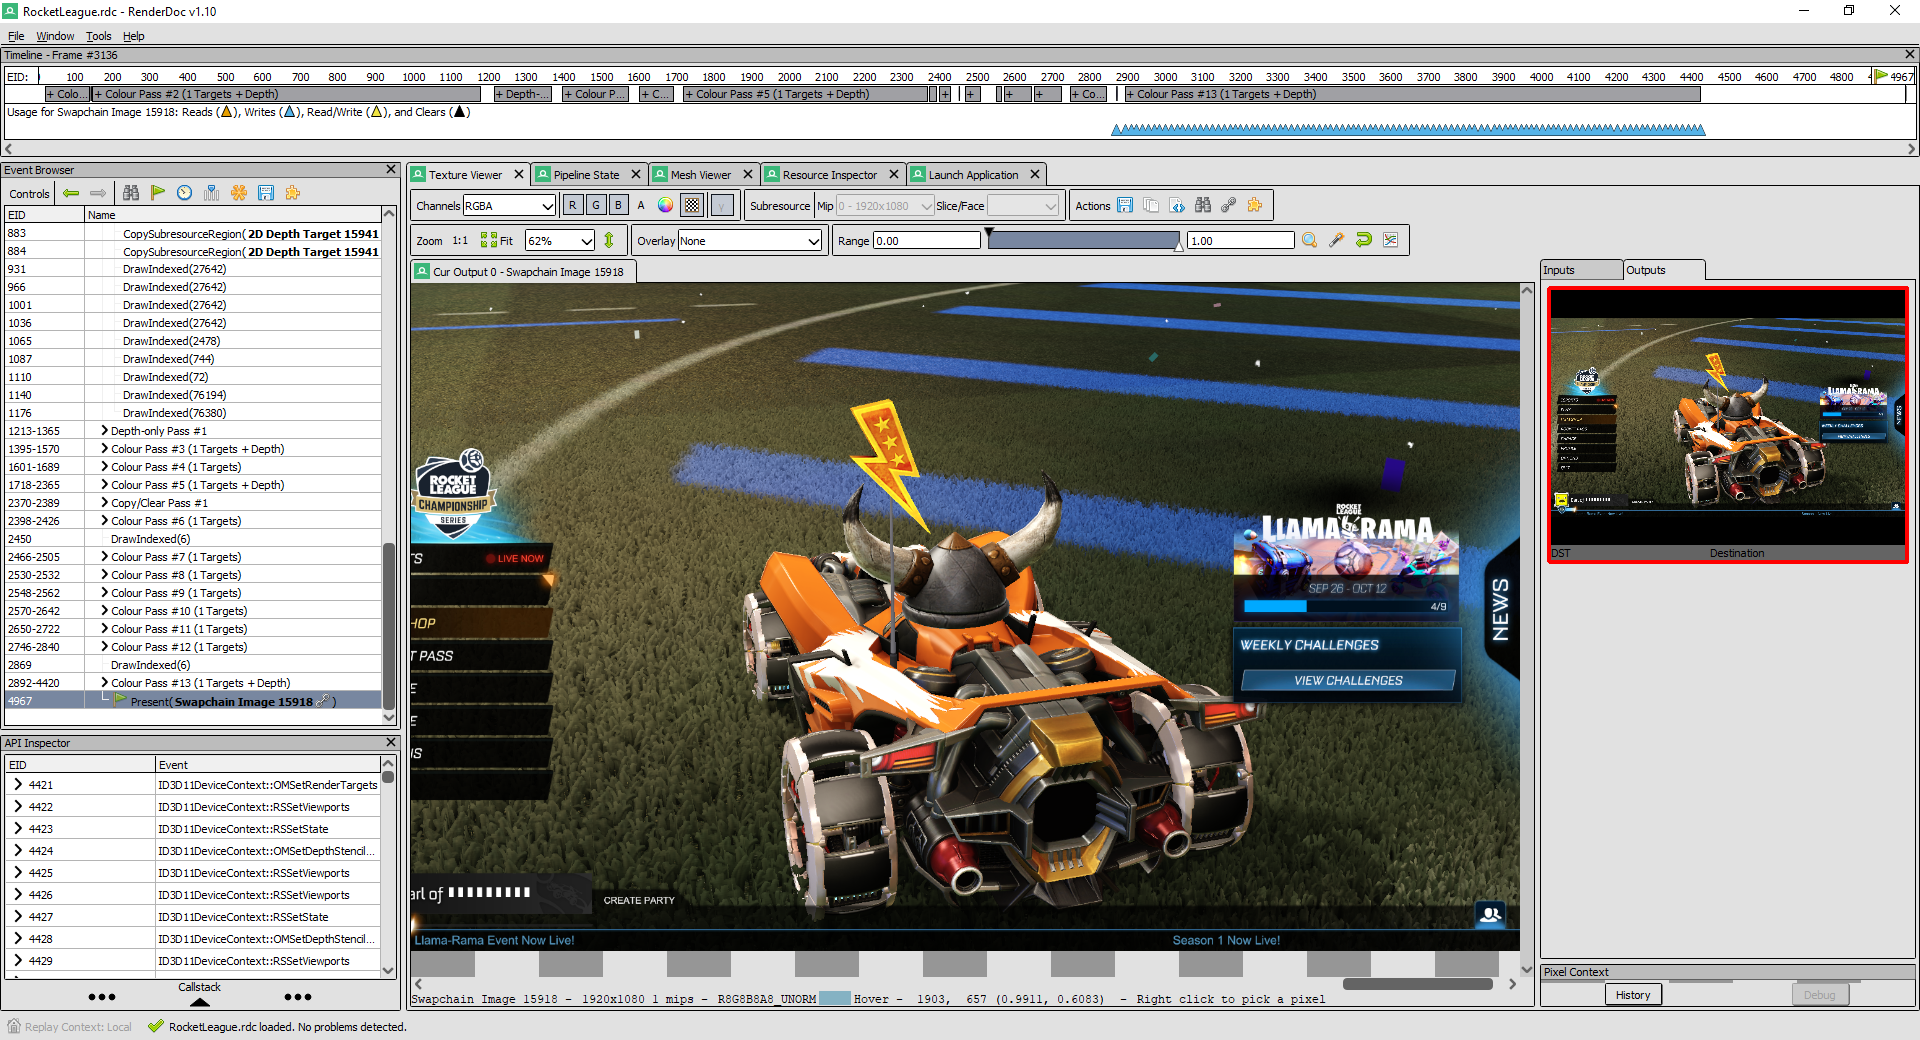 RocketLeague.rdc - RenderDoc v1.10
File Window Tools Help
Timeline - Frame #3136
EID: 100 200 300 400 500 600 700 800 900 1000 1100 1200 1300 1400 1500 1600 1700 1800 1900 2000 2100 2200 2300 2400 2500 2600 2700 2800 2900 3000 3100 3200 3300 3400 3500 3600 3700 3800 3900 4000 4100 4200 4300 4400 4500 4600 4700 4800 4967
+ Colo... + Colour Pass #2 (1 Targets + Depth) + Depth-... + Colour P... + C... + Colour Pass #5 (1 Targets + Depth) + + + + + Co... + Colour Pass #13 (1 Targets + Depth)
Usage for Swapchain Image 15918: Reads ( ), Writes ( ), Read/Write ( ), and Clears ( )
Event Browser
Controls
EID Name
883 CopySubresourceRegion( 2D Depth Target 15941
884 CopySubresourceRegion( 2D Depth Target 15941
931 DrawIndexed(27642)
966 DrawIndexed(27642)
1001 DrawIndexed(27642)
1036 DrawIndexed(27642)
1065 DrawIndexed(2478)
1087 DrawIndexed(744)
1110 DrawIndexed(72)
1140 DrawIndexed(76194)
1176 DrawIndexed(76380)
1213-1365 Depth-only Pass #1
1395-1570 Colour Pass #3 (1 Targets + Depth)
1601-1689 Colour Pass #4 (1 Targets)
1718-2365 Colour Pass #5 (1 Targets + Depth)
2370-2389 Copy/Clear Pass #1
2398-2426 Colour Pass #6 (1 Targets)
2450 DrawIndexed(6)
2466-2505 Colour Pass #7 (1 Targets)
2530-2532 Colour Pass #8 (1 Targets)
2548-2562 Colour Pass #9 (1 Targets)
2570-2642 Colour Pass #10 (1 Targets)
2650-2722 Colour Pass #11 (1 Targets)
2746-2840 Colour Pass #12 (1 Targets)
2869 DrawIndexed(6)
2892-4420 Colour Pass #13 (1 Targets + Depth)
4967 Present( Swapchain Image 15918 )
API Inspector
EID Event
4421 ID3D11DeviceContext::OMSetRenderTargets
4422 ID3D11DeviceContext::RSSetViewports
4423 ID3D11DeviceContext::RSSetState
4424 ID3D11DeviceContext::OMSetDepthStencil...
4425 ID3D11DeviceContext::RSSetViewports
4426 ID3D11DeviceContext::RSSetViewports
4427 ID3D11DeviceContext::RSSetState
4428 ID3D11DeviceContext::OMSetDepthStencil...
4429 ID3D11DeviceContext::RSSetViewports
Callstack
Replay Context: Local RocketLeague.rdc loaded. No problems detected.
Texture Viewer Pipeline State Mesh Viewer Resource Inspector Launch Application
Channels RGBA R G B A γ Subresource Mip 0 - 1920x1080 Slice/Face Actions
Zoom 1:1 Fit 62% Overlay None Range 0.00 1.00
Cur Output 0 - Swapchain Image 15918
ROCKET
LEAGUE
CHAMPIONSHIP
SERIES
TS LIVE NOW
HOP
T PASS
E
E
IS
ROCKET
LEAGUE
LLAMA RAMA
SEP 26 - OCT 12
4/9
NEWS
WEEKLY CHALLENGES
VIEW CHALLENGES
art of
CREATE PARTY
Llama-Rama Event Now Live! Season 1 Now Live!
Swapchain Image 15918 - 1920x1080 1 mips - R8G8B8A8_UNORM Hover - 1903, 657 (0.9911, 0.6083) - Right click to pick a pixel
Inputs Outputs
LLAMA RAMA
NEWS
DST Destination
Pixel Context
History Debug